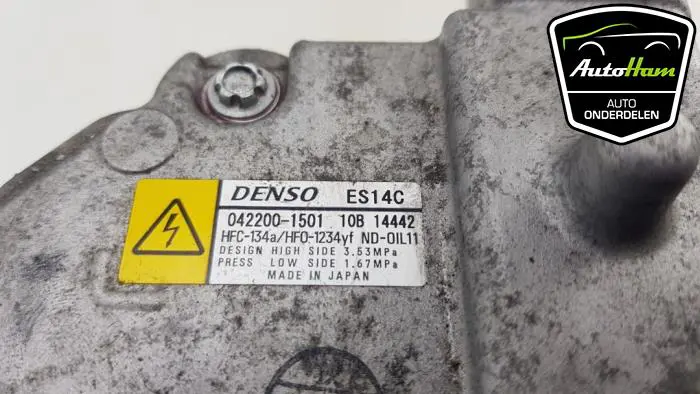 DENSO ES14C
042200-1501 10B 14442
HFC-134a/HFO-1234yf ND-OIL11
DESIGN HIGH SIDE 3.53MPa
PRESS LOW SIDE 1.67MPa
MADE IN JAPAN
AutoHam
AUTO
ONDERDELEN